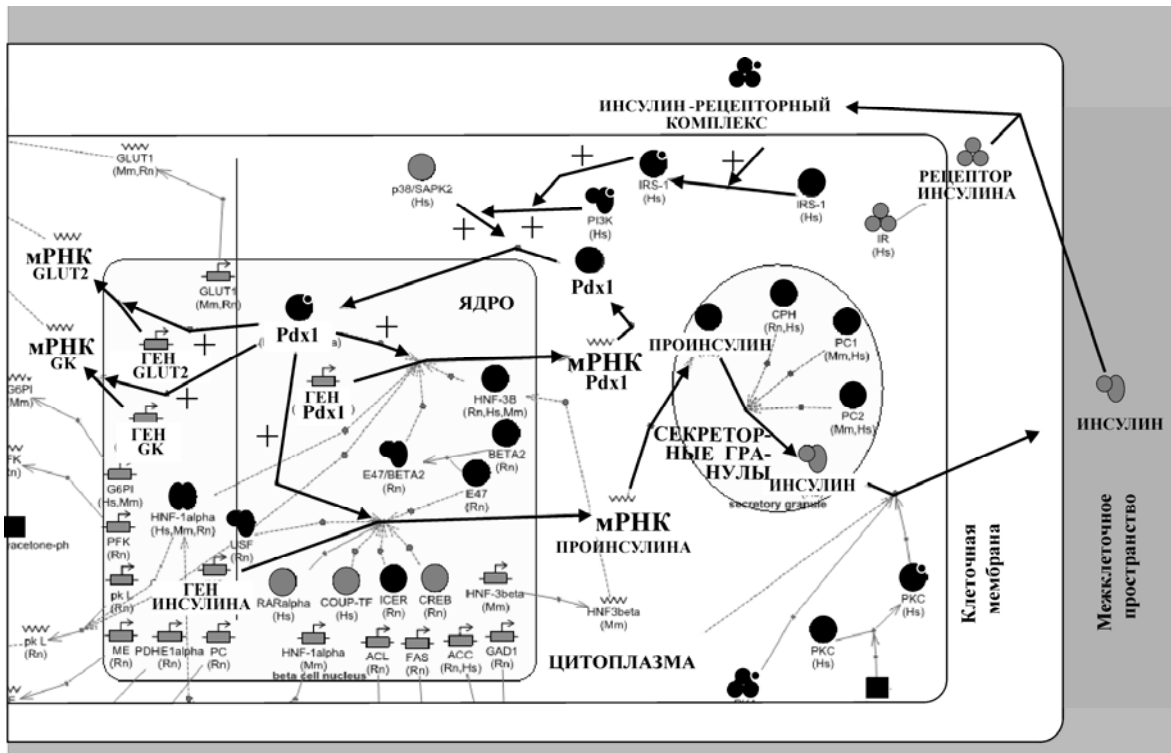 ИНСУЛИН -РЕЦЕПТОРНЫЙ
КОМПЛЕКС
GLUT1
(Mm,Rn)
p38/SAPK2
(Hs)
IRS-1
(Hs)
IRS-1
(Hs)
РЕЦЕПТОР
ИНСУЛИНА
PI3K
(Hs)
IR
(Hs)
мРНК
GLUT2
GLUT1
(Mm,Rn)
ЯДРО
Pdx1
Pdx1
CPH
(Rn,Hs)
ПРОИНСУЛИН
PC1
(Mm,Hs)
мРНК
GK
ГЕН
GLUT2
мРНК
Pdx1
G6PI
(Mm)
ГЕН
Pdx1
HNF-3B
(Rn,Hs,Mm)
PC2
(Mm,Hs)
ИНСУЛИН
ГЕН
GK
СЕКРЕТОР-
НЫЕ ГРА-
НУЛЫ
BETA2
(Rn)
E47/BETA2
(Rn)
E47
(Rn)
ИНСУЛИН
secretory granule
G6PI
(Hs,Mm)
HNF-1alpha
(Hs,Mm,Rn)
USF
(Rn)
мРНК
ПРОИНСУЛИНА
PFK
(Rn)
ГЕН
ИНСУЛИНА
pk L
(Rn)
RARalpha
(Hs)
COUP-TF
(Hs)
ICER
(Rn)
CREB
(Rn)
HNF-3beta
(Mm)
HNF3beta
(Mm)
PKC
(Hs)
PKC
(Hs)
pk L
(Rn)
ME
(Rn)
PDHE1alpha
(Rn)
PC
(Rn)
HNF-1alpha
(Mm)
ACL
(Rn)
FAS
(Rn)
ACC
(Rn,Hs)
GAD1
(Rn)
beta cell nucleus
ЦИТОПЛАЗМА
Клеточная
мембрана
Межклеточное
пространство